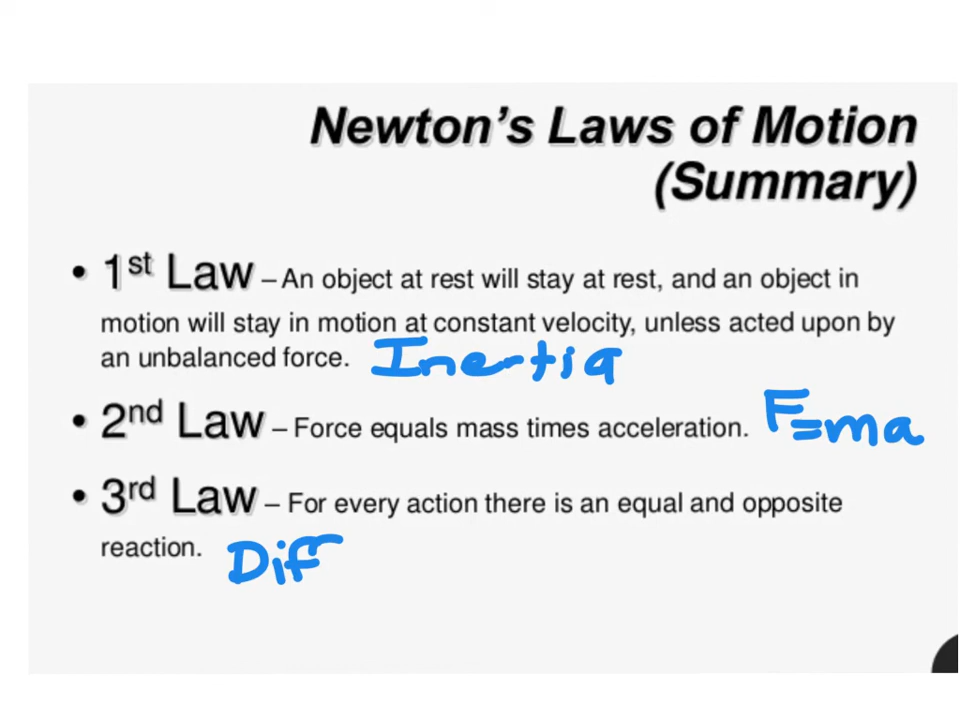 Newton’s Laws of Motion
(Summary)
• 1st Law – An object at rest will stay at rest, and an object in
motion will stay in motion at constant velocity, unless acted upon by
an unbalanced force. Inertia
• 2nd Law – Force equals mass times acceleration. F=ma
• 3rd Law – For every action there is an equal and opposite
reaction. Dif